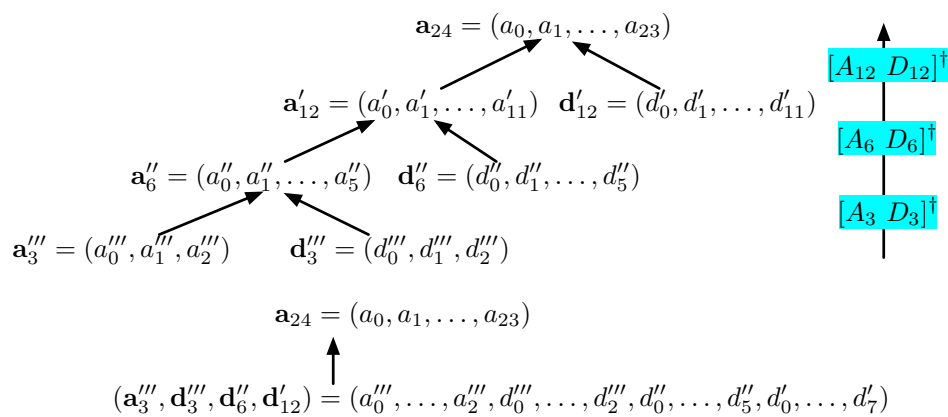 𝐚₂₄ = (a₀, a₁, . . . , a₂₃)
[A₁₂ D₁₂]†
𝐚′₁₂ = (a′₀, a′₁, . . . , a′₁₁) 𝐝′₁₂ = (d′₀, d′₁, . . . , d′₁₁)
[A₆ D₆]†
𝐚″₆ = (a″₀, a″₁, . . . , a″₅) 𝐝″₆ = (d″₀, d″₁, . . . , d″₅)
[A₃ D₃]†
𝐚‴₃ = (a‴₀, a‴₁, a‴₂) 𝐝‴₃ = (d‴₀, d‴₁, d‴₂)
𝐚₂₄ = (a₀, a₁, . . . , a₂₃)
(𝐚‴₃, 𝐝‴₃, 𝐝″₆, 𝐝′₁₂) = (a‴₀, . . . , a‴₂, d‴₀, . . . , d‴₂, d″₀, . . . , d″₅, d′₀, . . . , d′₇)